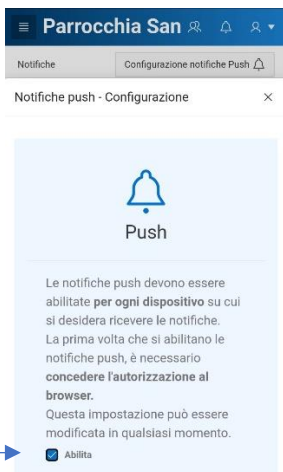 Parrocchia San
Notifiche
Configurazione notifiche Push
Notifiche push - Configurazione
Push
Le notifiche push devono essere
abilitate per ogni dispositivo su cui
si desidera ricevere le notifiche.
La prima volta che si abilitano le
notifiche push, è necessario
concedere l'autorizzazione al
browser.
Questa impostazione può essere
modificata in qualsiasi momento.
Abilita